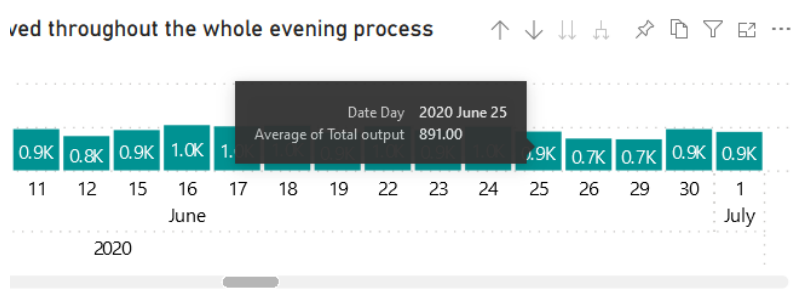 ved throughout the whole evening process
Date Day 2020 June 25
Average of Total output 891.00
0.9K 0.8K 0.9K 1.0K 0.7K 0.7K 0.9K 0.9K
11 12 15 16 17 18 19 22 23 24 25 26 29 30 1
June July
2020